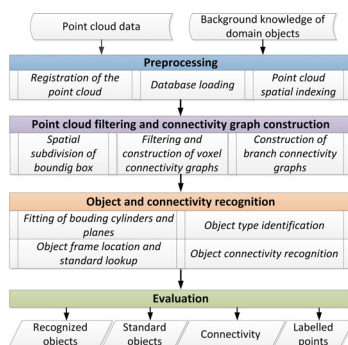 Point cloud data
Background knowledge of
domain objects
Preprocessing
Registration of the
point cloud
Database loading
Point cloud
spatial indexing
Point cloud filtering and connectivity graph construction
Spatial
subdivision of
boundig box
Filtering and
construction of voxel
connectivity graphs
Construction of
branch connectivity
graphs
Object and connectivity recognition
Fitting of bouding cylinders and
planes
Object type identification
Object frame location and
standard lookup
Object connectivity recognition
Evaluation
Recognized
objects
Standard
objects
Connectivity
Labelled
points